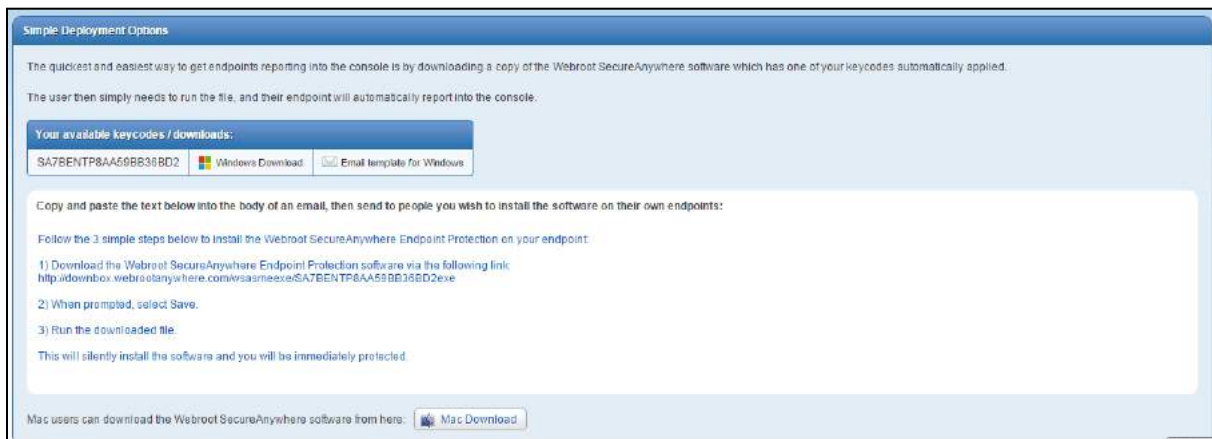 Simple Deployment Options
The quickest and easiest way to get endpoints reporting into the console is by downloading a copy of the Webroot SecureAnywhere software which has one of your keycodes automatically applied.
The user then simply needs to run the file, and their endpoint will automatically report into the console.
Your available keycodes / downloads:
SA7BENTP8AA59BB36BD2 Windows Download Email template for Windows
Copy and paste the text below into the body of an email, then send to people you wish to install the software on their own endpoints:
Follow the 3 simple steps below to install the Webroot SecureAnywhere Endpoint Protection on your endpoint:
1) Download the Webroot SecureAnywhere Endpoint Protection software via the following link:
http://downbox.webrootanywhere.com/wsasmeexe/SA7BENTP8AA59BB36BD2exe
2) When prompted, select Save.
3) Run the downloaded file.
This will silently install the software and you will be immediately protected.
Mac users can download the Webroot SecureAnywhere software from here: Mac Download